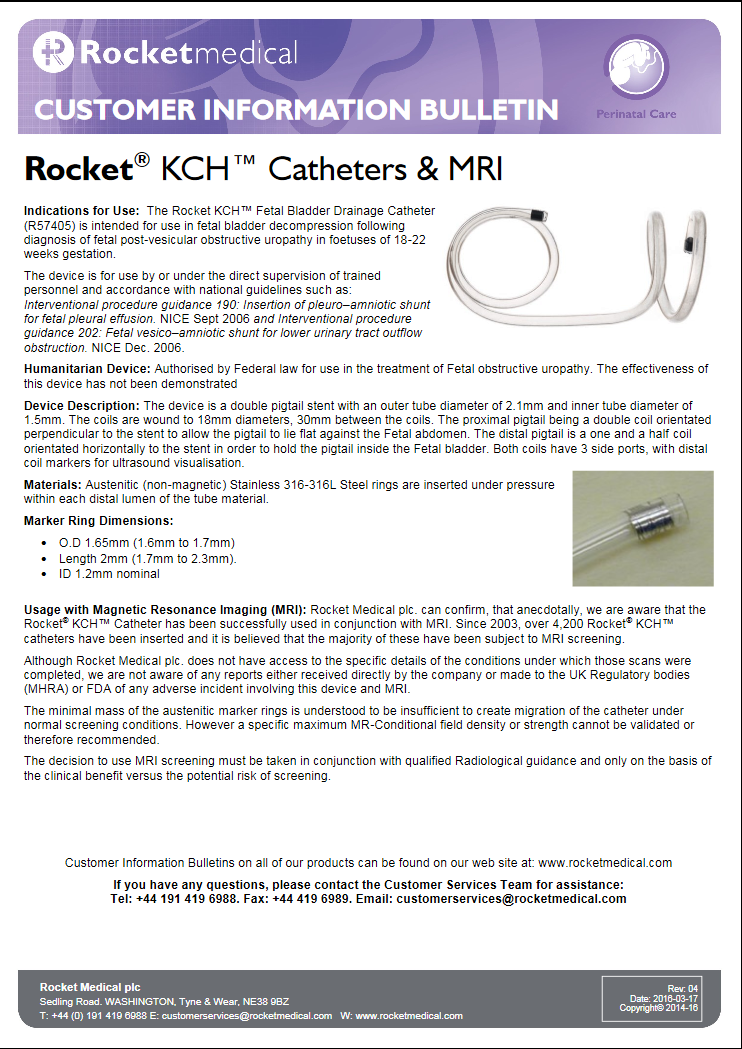 Rocketmedical
CUSTOMER INFORMATION BULLETIN
Perinatal Care
Rocket® KCH™ Catheters & MRI
Indications for Use: The Rocket KCH™ Fetal Bladder Drainage Catheter
(R57405) is intended for use in fetal bladder decompression following
diagnosis of fetal post-vesicular obstructive uropathy in foetuses of 18-22
weeks gestation.
The device is for use by or under the direct supervision of trained
personnel and accordance with national guidelines such as:
Interventional procedure guidance 190: Insertion of pleuro–amniotic shunt
for fetal pleural effusion. NICE Sept 2006 and Interventional procedure
guidance 202: Fetal vesico–amniotic shunt for lower urinary tract outflow
obstruction. NICE Dec. 2006.
Humanitarian Device: Authorised by Federal law for use in the treatment of Fetal obstructive uropathy. The effectiveness of
this device has not been demonstrated
Device Description: The device is a double pigtail stent with an outer tube diameter of 2.1mm and inner tube diameter of
1.5mm. The coils are wound to 18mm diameters, 30mm between the coils. The proximal pigtail being a double coil orientated
perpendicular to the stent to allow the pigtail to lie flat against the Fetal abdomen. The distal pigtail is a one and a half coil
orientated horizontally to the stent in order to hold the pigtail inside the Fetal bladder. Both coils have 3 side ports, with distal
coil markers for ultrasound visualisation.
Materials: Austenitic (non-magnetic) Stainless 316-316L Steel rings are inserted under pressure
within each distal lumen of the tube material.
Marker Ring Dimensions:
• O.D 1.65mm (1.6mm to 1.7mm)
• Length 2mm (1.7mm to 2.3mm).
• ID 1.2mm nominal
Usage with Magnetic Resonance Imaging (MRI): Rocket Medical plc. can confirm, that anecdotally, we are aware that the
Rocket® KCH™ Catheter has been successfully used in conjunction with MRI. Since 2003, over 4,200 Rocket® KCH™
catheters have been inserted and it is believed that the majority of these have been subject to MRI screening.
Although Rocket Medical plc. does not have access to the specific details of the conditions under which those scans were
completed, we are not aware of any reports either received directly by the company or made to the UK Regulatory bodies
(MHRA) or FDA of any adverse incident involving this device and MRI.
The minimal mass of the austenitic marker rings is understood to be insufficient to create migration of the catheter under
normal screening conditions. However a specific maximum MR-Conditional field density or strength cannot be validated or
therefore recommended.
The decision to use MRI screening must be taken in conjunction with qualified Radiological guidance and only on the basis of
the clinical benefit versus the potential risk of screening.
Customer Information Bulletins on all of our products can be found on our web site at: www.rocketmedical.com
If you have any questions, please contact the Customer Services Team for assistance:
Tel: +44 191 419 6988. Fax: +44 419 6989. Email: customerservices@rocketmedical.com
Rocket Medical plc
Sedling Road. WASHINGTON, Tyne & Wear, NE38 9BZ
T: +44 (0) 191 419 6988 E: customerservices@rocketmedical.com W: www.rocketmedical.com
Rev: 04
Date: 2016-03-17
Copyright© 2014-16